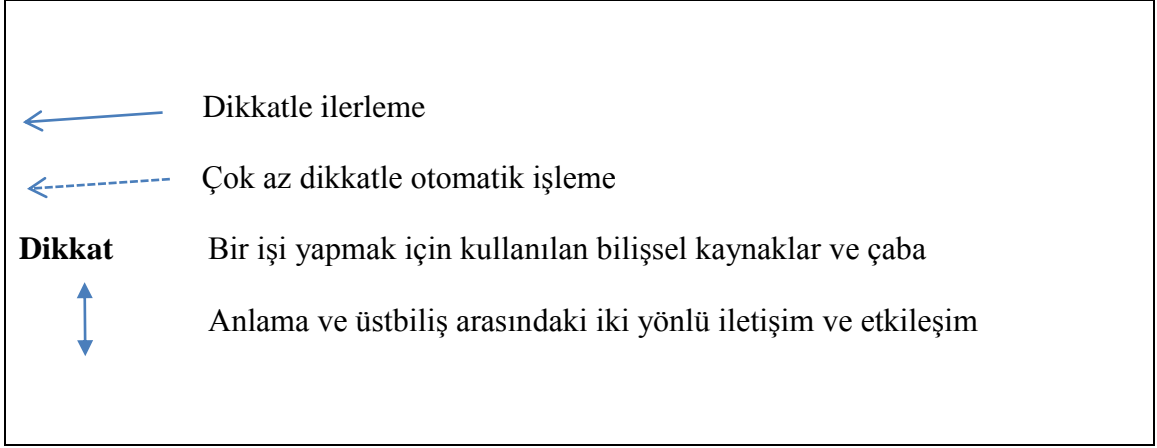 Dikkatle ilerleme
Çok az dikkatle otomatik işleme
Dikkat Bir işi yapmak için kullanılan bilişsel kaynaklar ve çaba
Anlama ve üstbiliş arasındaki iki yönlü iletişim ve etkileşim